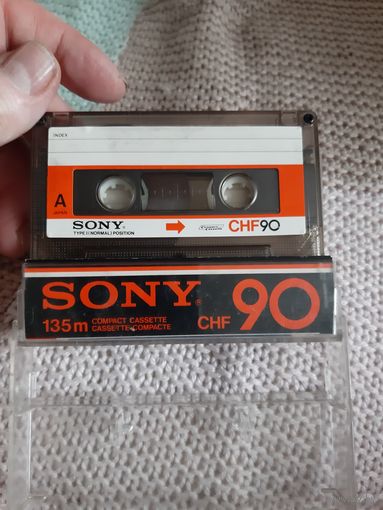 INDEX
A
JAPAN
SONY®
TYPE I (NORMAL) POSITION
CHF90
SONY®
135m
COMPACT CASSETTE
CASSETTE·COMPACTE
CHF 90